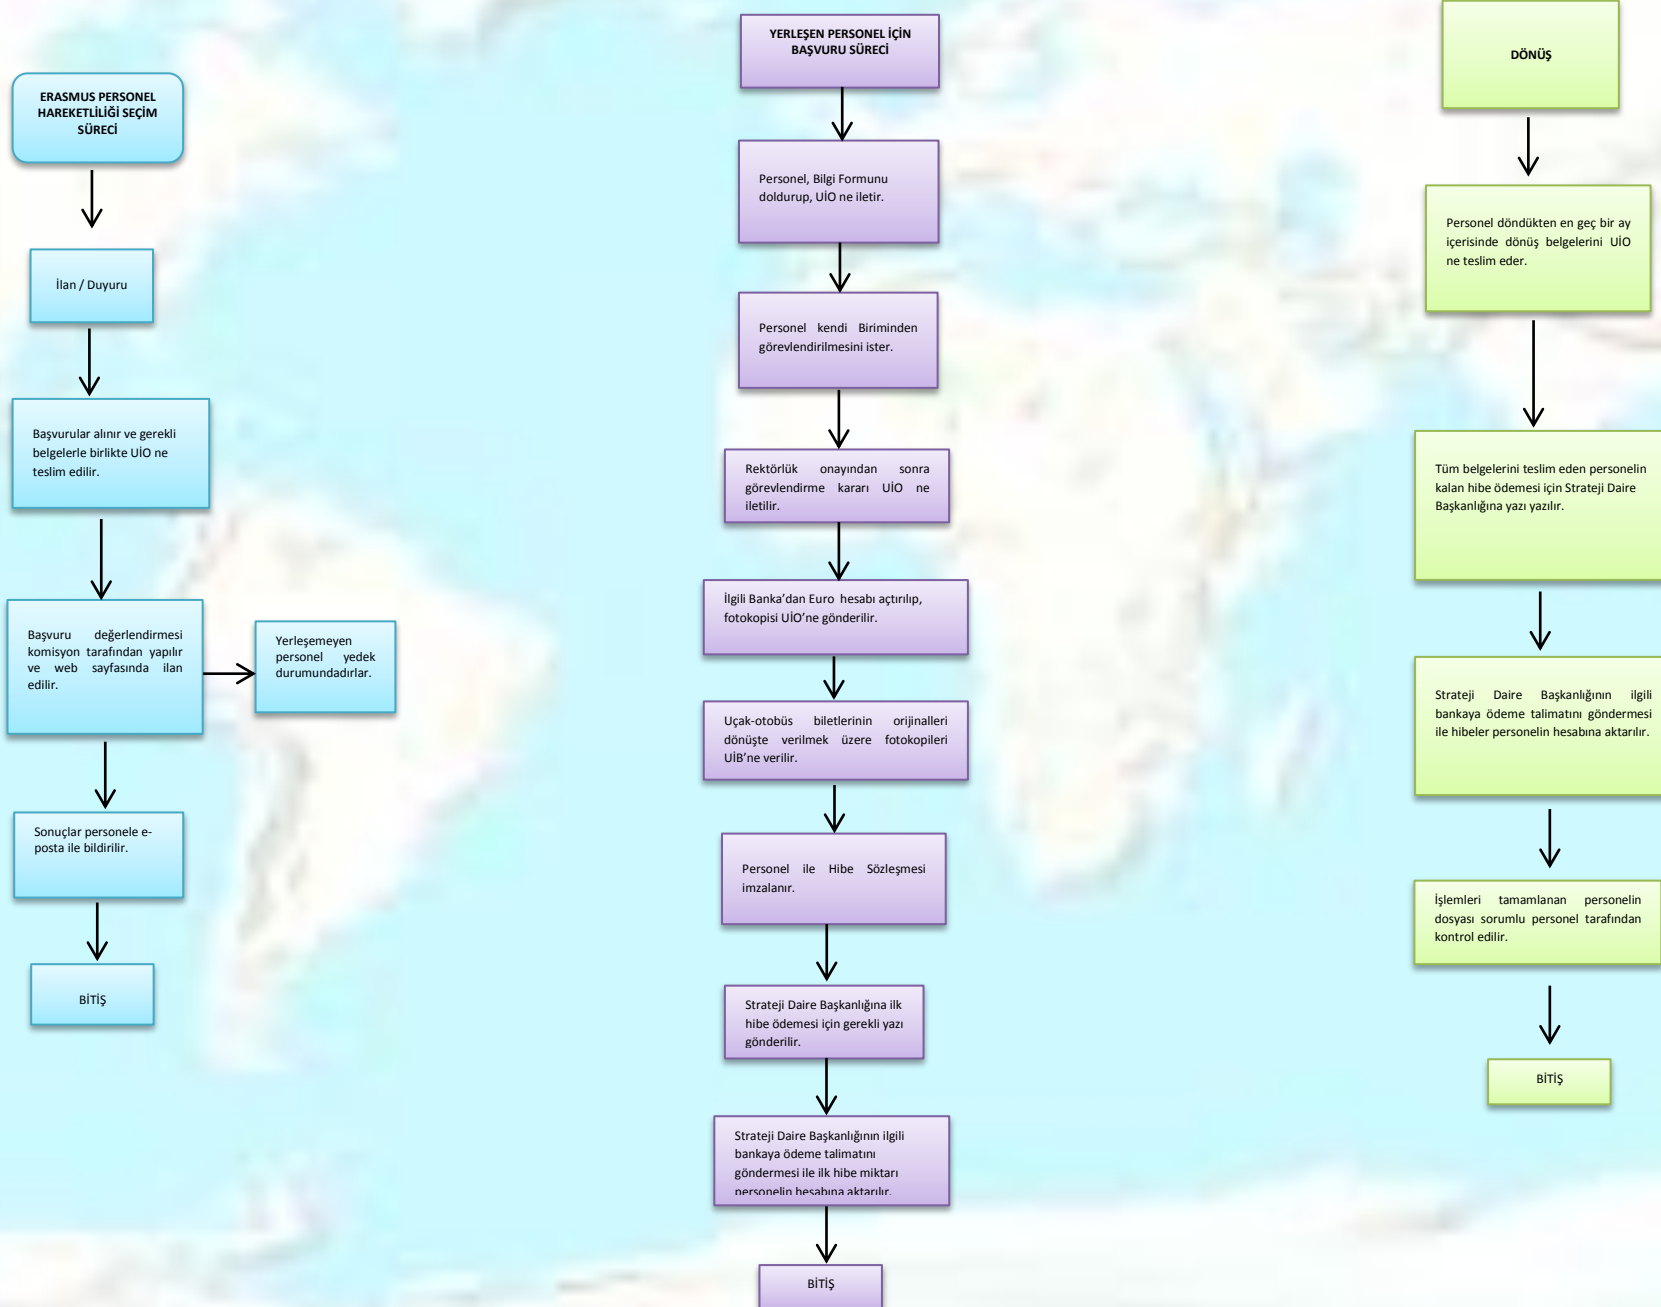 ERASMUS PERSONEL
HAREKETLİLİĞİ SEÇİM
SÜRECİ
İlan / Duyuru
Başvurular alınır ve gerekli
belgelerle birlikte UİO ne
teslim edilir.
Başvuru değerlendirmesi
komisyon tarafından yapılır
ve web sayfasında ilan
edilir.
Yerleşemeyen
personel yedek
durumundadırlar.
Sonuçlar personele e-
posta ile bildirilir.
BİTİŞ
YERLEŞEN PERSONEL İÇİN
BAŞVURU SÜRECİ
Personel, Bilgi Formunu
doldurup, UİO ne iletir.
Personel kendi Biriminden
görevlendirilmesini ister.
Rektörlük onayından sonra
görevlendirme kararı UİO ne
iletilir.
İlgili Banka’dan Euro hesabı açtırılıp,
fotokopisi UİO’ne gönderilir.
Uçak-otobüs biletlerinin orijinalleri
dönüşte verilmek üzere fotokopileri
UİB’ne verilir.
Personel ile Hibe Sözleşmesi
imzalanır.
Strateji Daire Başkanlığına ilk
hibe ödemesi için gerekli yazı
gönderilir.
Strateji Daire Başkanlığının ilgili
bankaya ödeme talimatını
göndermesi ile ilk hibe miktarı
personelin hesabına aktarılır.
BİTİŞ
DÖNÜŞ
Personel döndükten en geç bir ay
içerisinde dönüş belgelerini UİO
ne teslim eder.
Tüm belgelerini teslim eden personelin
kalan hibe ödemesi için Strateji Daire
Başkanlığına yazı yazılır.
Strateji Daire Başkanlığının ilgili
bankaya ödeme talimatını göndermesi
ile hibeler personelin hesabına aktarılır.
İşlemleri tamamlanan personelin
dosyası sorumlu personel tarafından
kontrol edilir.
BİTİŞ